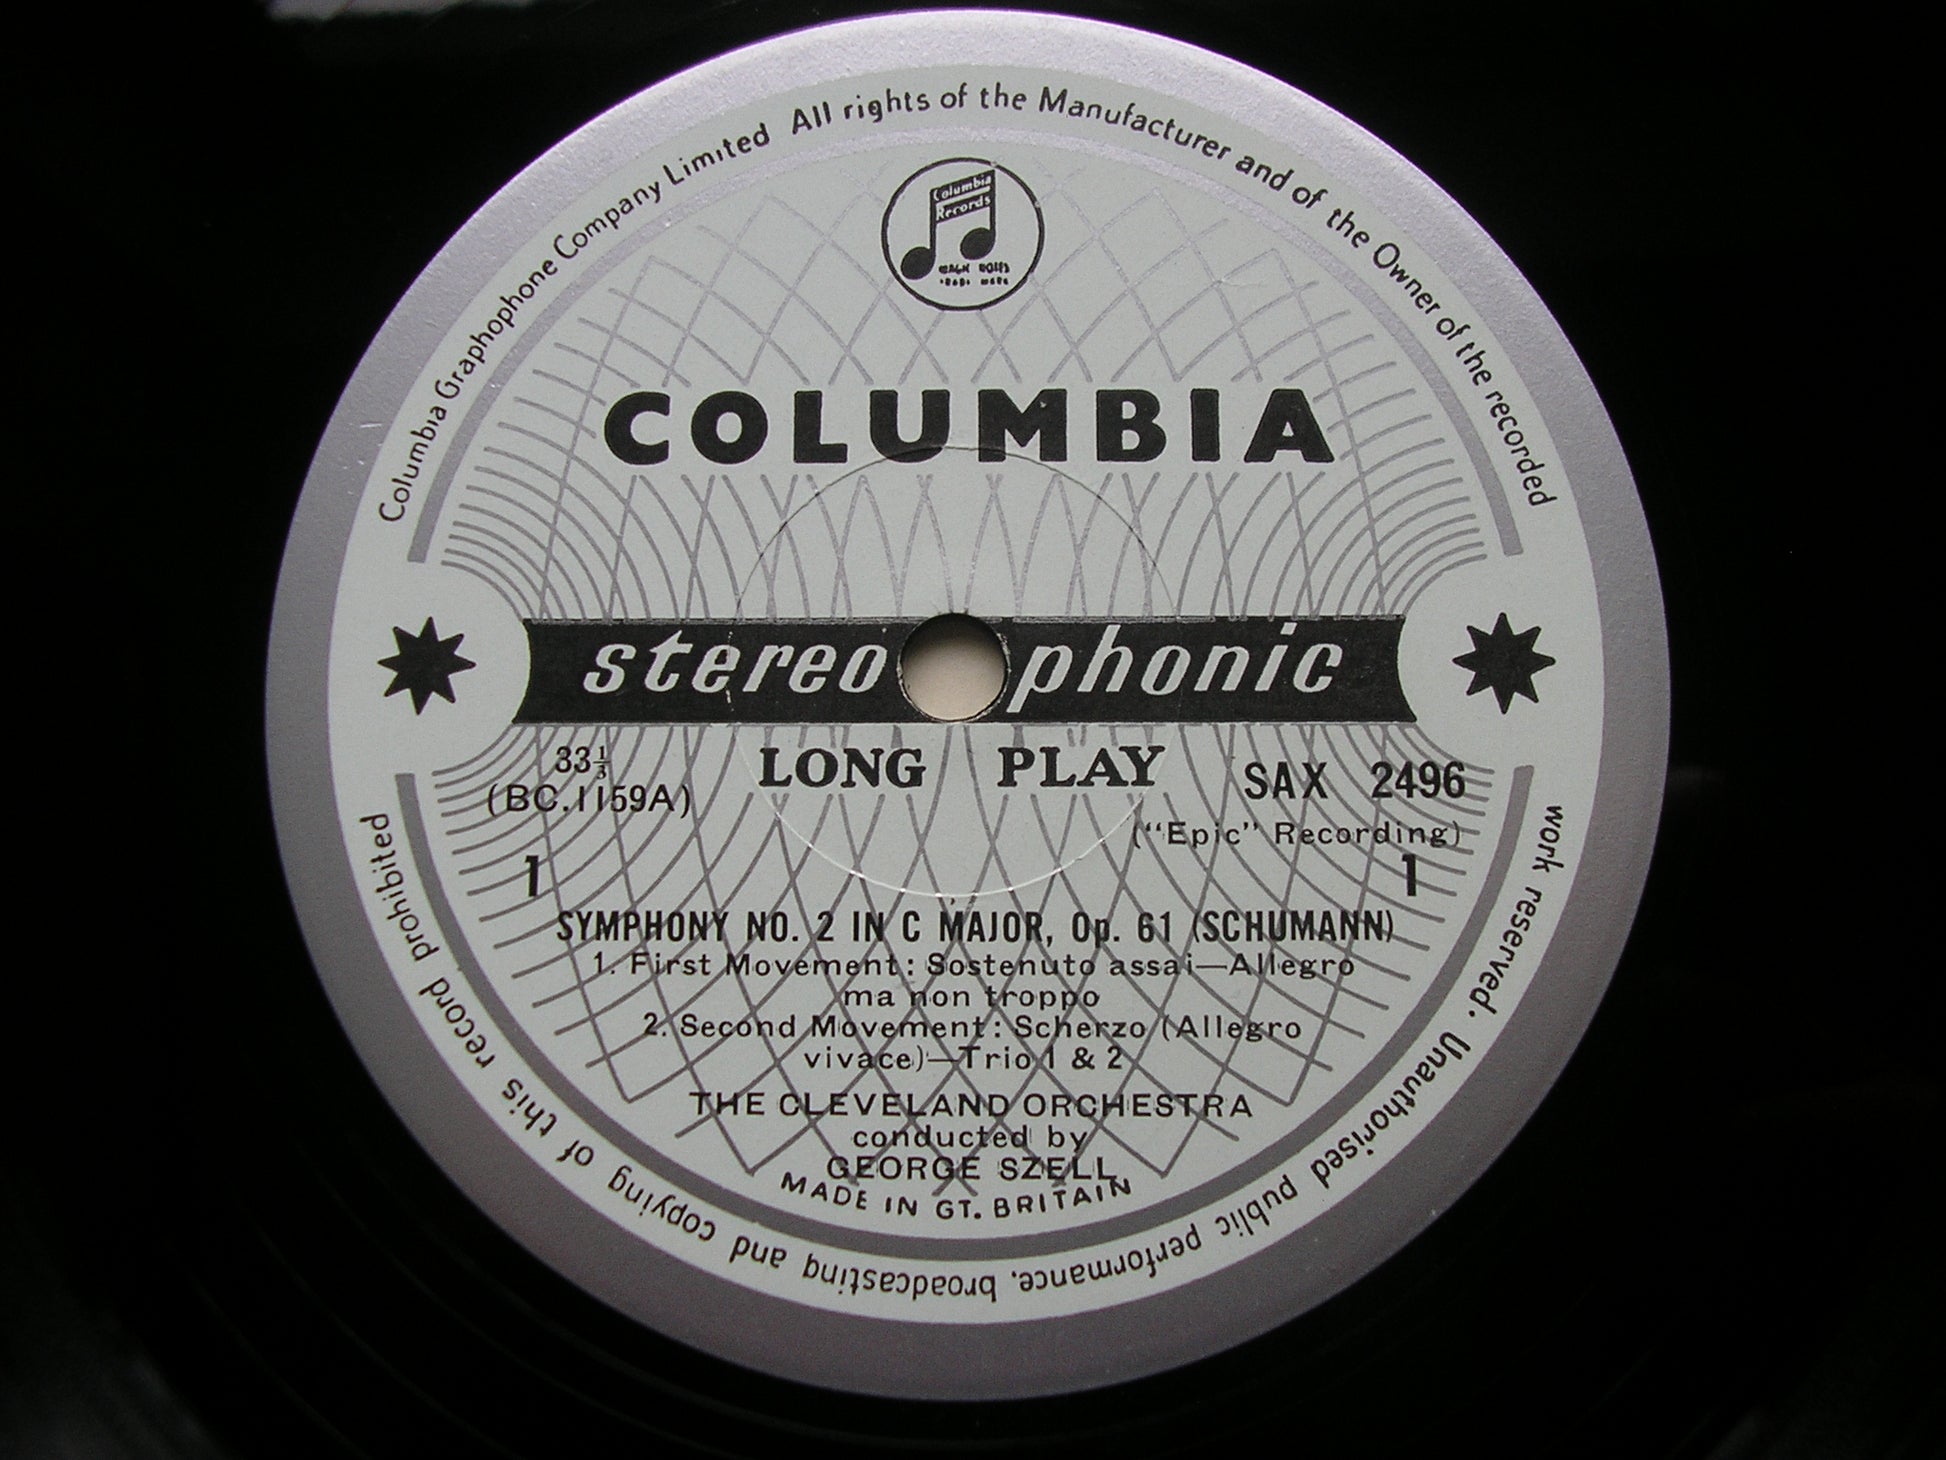 Columbia Graphophone Company Limited All rights of the Manufacturer and of the Owner of the recorded
work reserved. Unauthorised public performance, broadcasting and copying of this record prohibited
Columbia
Records
COLUMBIA
stereophonic
LONG PLAY
33⅓
(BC.1159A)
SAX 2496
("Epic" Recording)
1 1
SYMPHONY NO. 2 IN C MAJOR, Op. 61 (SCHUMANN)
1. First Movement: Sostenuto assai—Allegro
ma non troppo
2. Second Movement: Scherzo (Allegro
vivace)—Trio 1 & 2
THE CLEVELAND ORCHESTRA
conducted by
GEORGE SZELL
MADE IN GT. BRITAIN